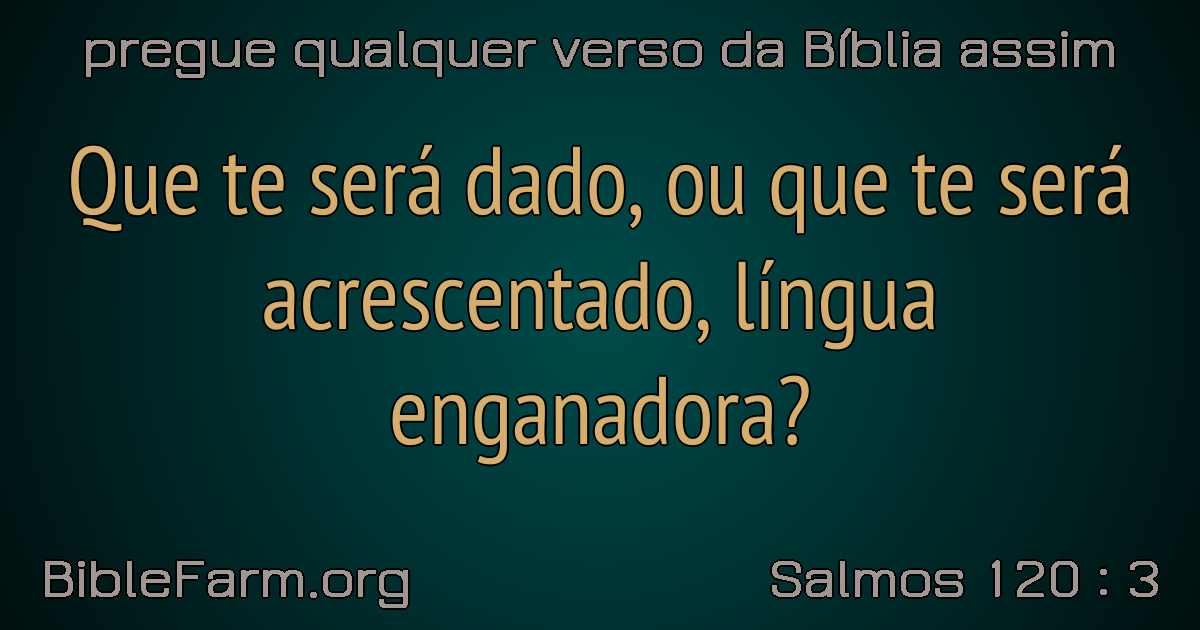 pregue qualquer verso da Bíblia assim
Que te será dado, ou que te será
acrescentado, língua
enganadora?
BibleFarm.org
Salmos 120 : 3